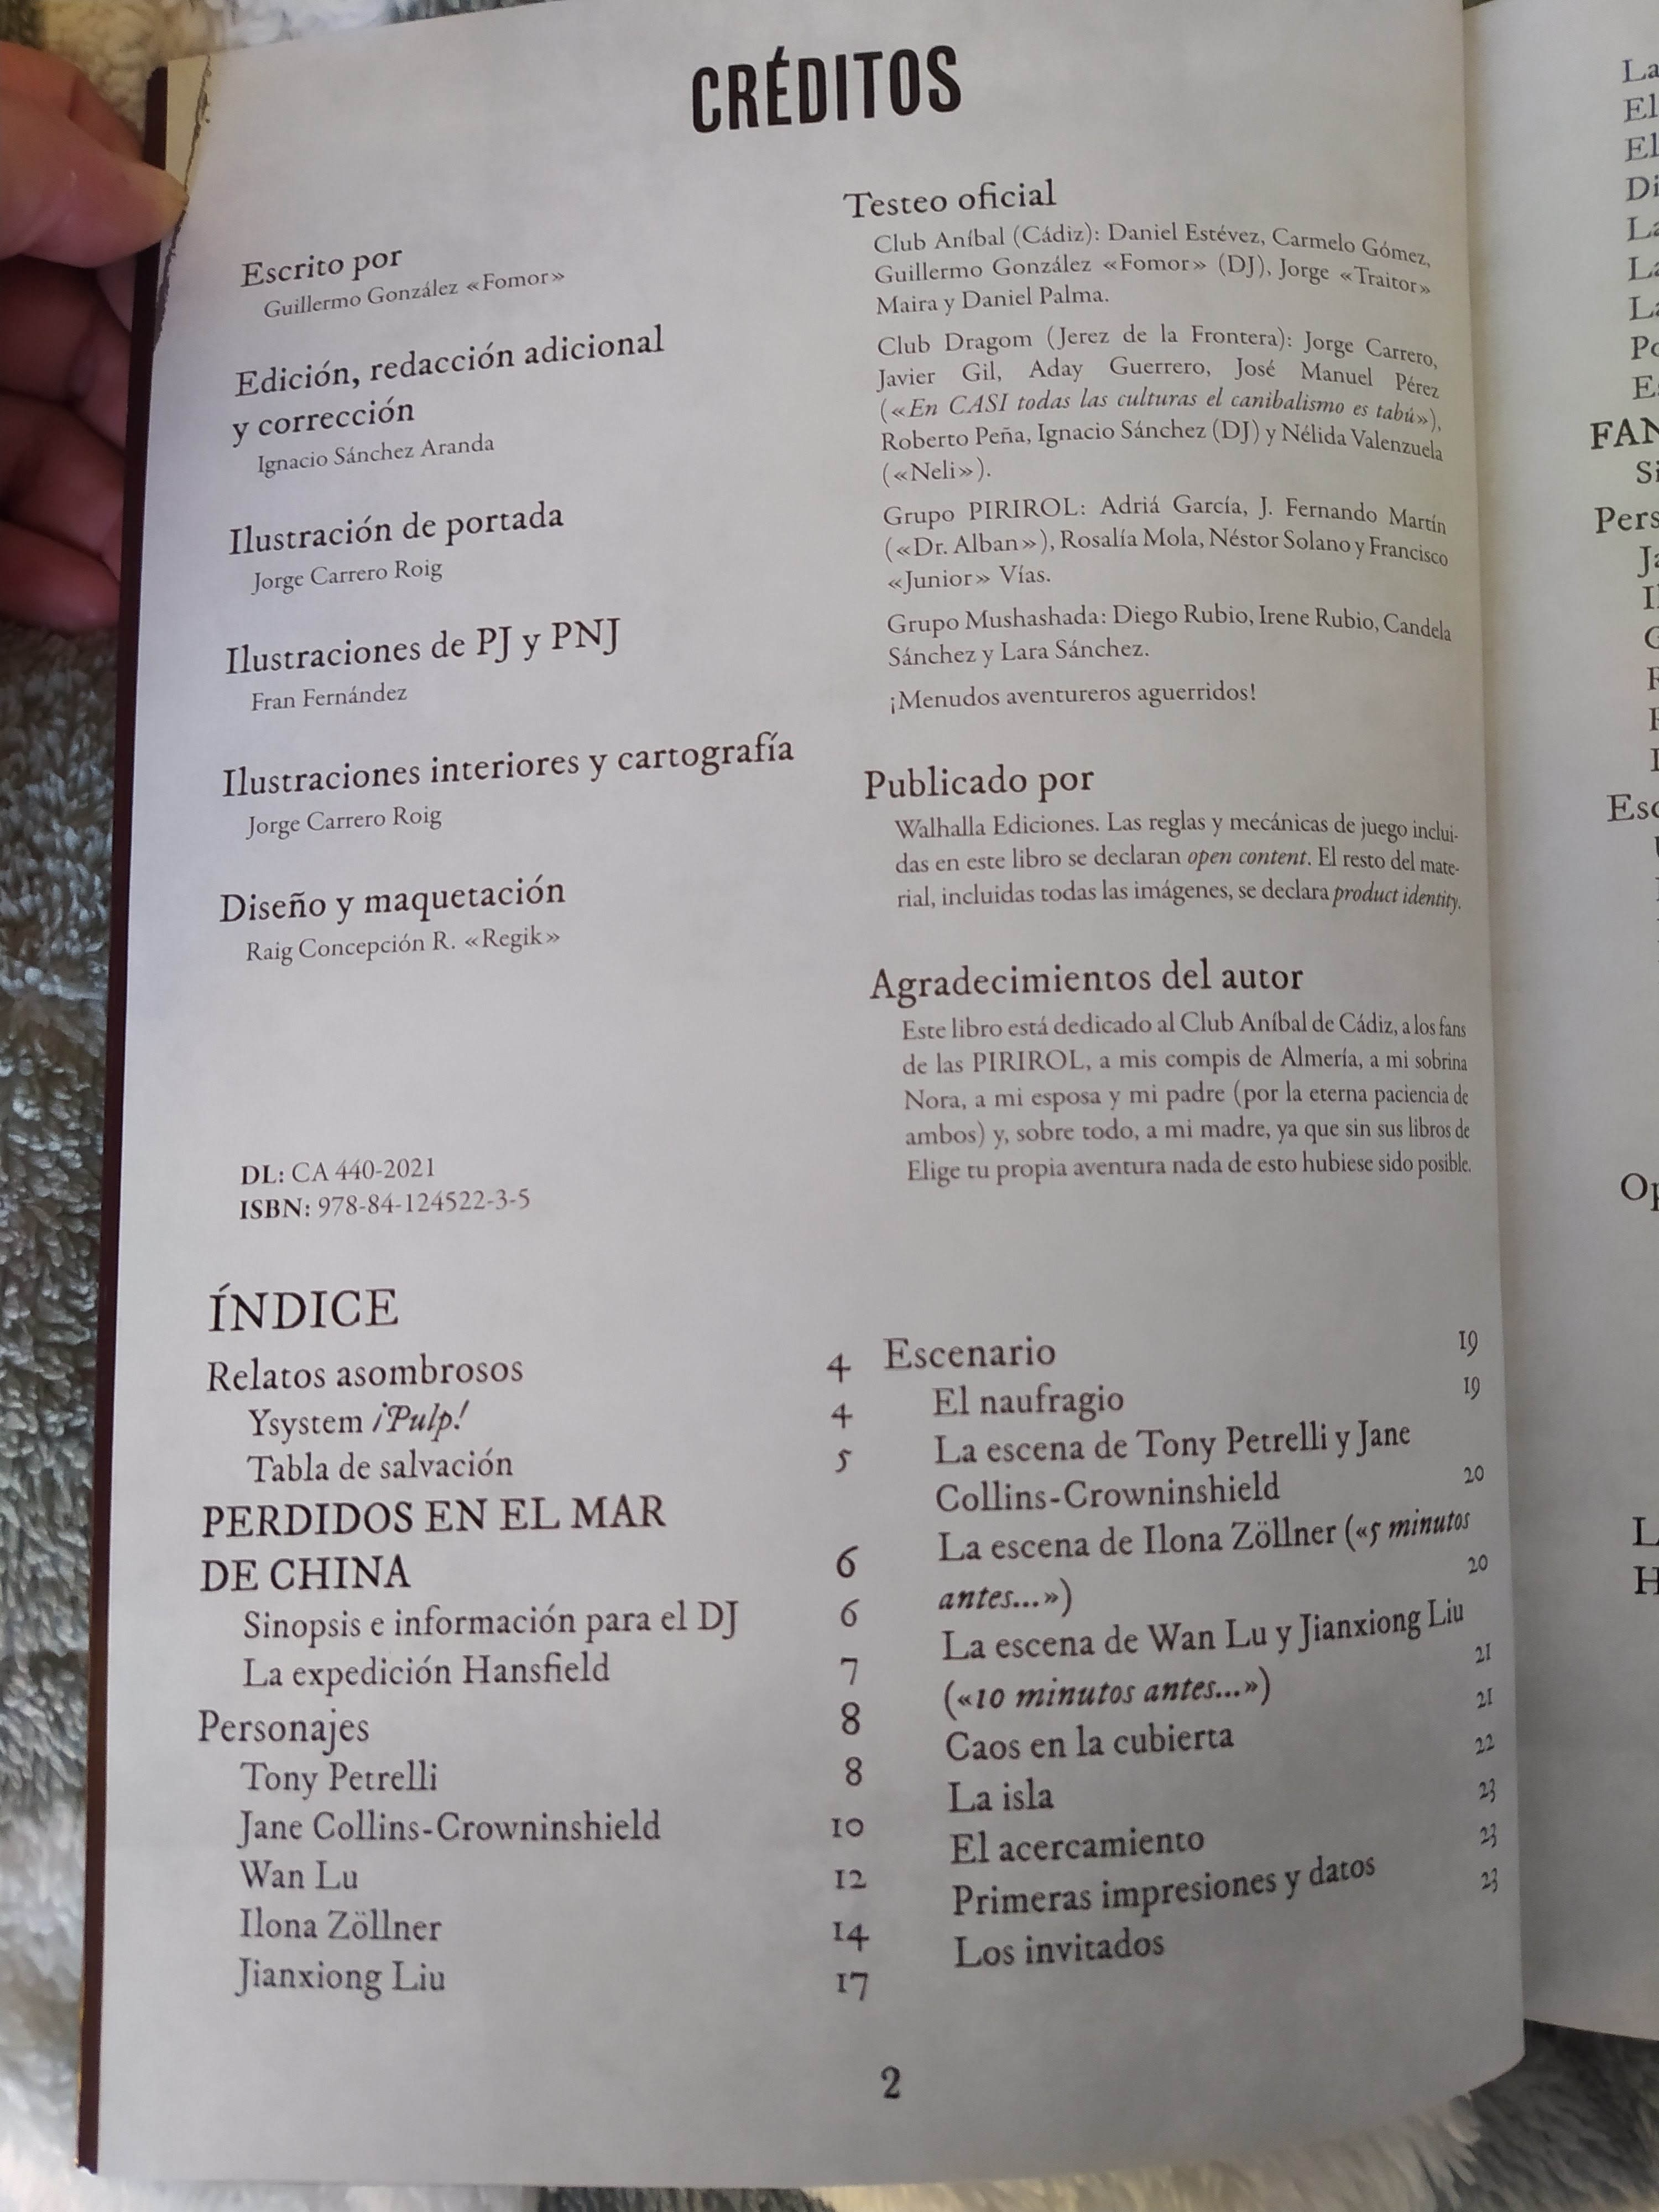 CRÉDITOS
Escrito por
Guillermo González «Fomor»
Edición, redacción adicional
y corrección
Ignacio Sánchez Aranda
Ilustración de portada
Jorge Carrero Roig
Ilustraciones de PJ y PNJ
Fran Fernández
Ilustraciones interiores y cartografía
Jorge Carrero Roig
Diseño y maquetación
Raig Concepción R. «Regik»
DL: CA 440-2021
ISBN: 978-84-124522-3-5
Testeo oficial
Club Aníbal (Cádiz): Daniel Estévez, Carmelo Gómez,
Guillermo González «Fomor» (DJ), Jorge «Traitor»
Maira y Daniel Palma.
Club Dragom (Jerez de la Frontera): Jorge Carrero,
Javier Gil, Aday Guerrero, José Manuel Pérez
(«En CASI todas las culturas el canibalismo es tabú»),
Roberto Peña, Ignacio Sánchez (DJ) y Nélida Valenzuela
(«Neli»).
Grupo PIRIROL: Adriá García, J. Fernando Martín
(«Dr. Alban»), Rosalía Mola, Néstor Solano y Francisco
«Junior» Vías.
Grupo Mushashada: Diego Rubio, Irene Rubio, Candela
Sánchez y Lara Sánchez.
¡Menudos aventureros aguerridos!
Publicado por
Walhalla Ediciones. Las reglas y mecánicas de juego inclui-
das en este libro se declaran open content. El resto del mate-
rial, incluidas todas las imágenes, se declara product identity.
Agradecimientos del autor
Este libro está dedicado al Club Aníbal de Cádiz, a los fans
de las PIRIROL, a mis compis de Almería, a mi sobrina
Nora, a mi esposa y mi padre (por la eterna paciencia de
ambos) y, sobre todo, a mi madre, ya que sin sus libros de
Elige tu propia aventura nada de esto hubiese sido posible.
ÍNDICE
Relatos asombrosos 4
Ysystem ¡Pulp! 4
Tabla de salvación 5
PERDIDOS EN EL MAR
DE CHINA 6
Sinopsis e información para el DJ 6
La expedición Hansfield 7
Personajes 8
Tony Petrelli 8
Jane Collins-Crowninshield 10
Wan Lu 12
Ilona Zöllner 14
Jianxiong Liu 17
Escenario 19
El naufragio 19
La escena de Tony Petrelli y Jane
Collins-Crowninshield 20
La escena de Ilona Zöllner («5 minutos
antes...») 20
La escena de Wan Lu y Jianxiong Liu
(«10 minutos antes...») 21
Caos en la cubierta 21
La isla 22
El acercamiento 23
Primeras impresiones y datos 23
Los invitados 23
2